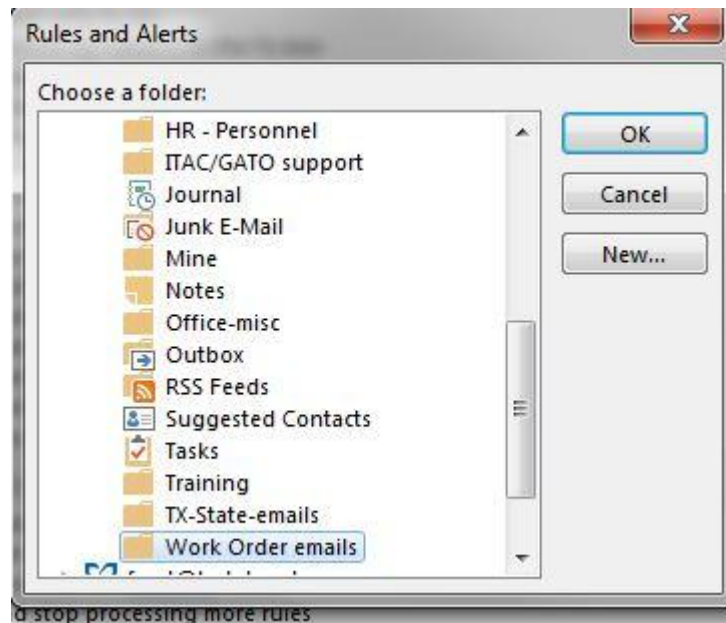 Rules and Alerts
Choose a folder:
HR - Personnel
ITAC/GATO support
Journal
Junk E-Mail
Mine
Notes
Office-misc
Outbox
RSS Feeds
Suggested Contacts
Tasks
Training
TX-State-emails
Work Order emails
OK
Cancel
New...
d stop processing more rules